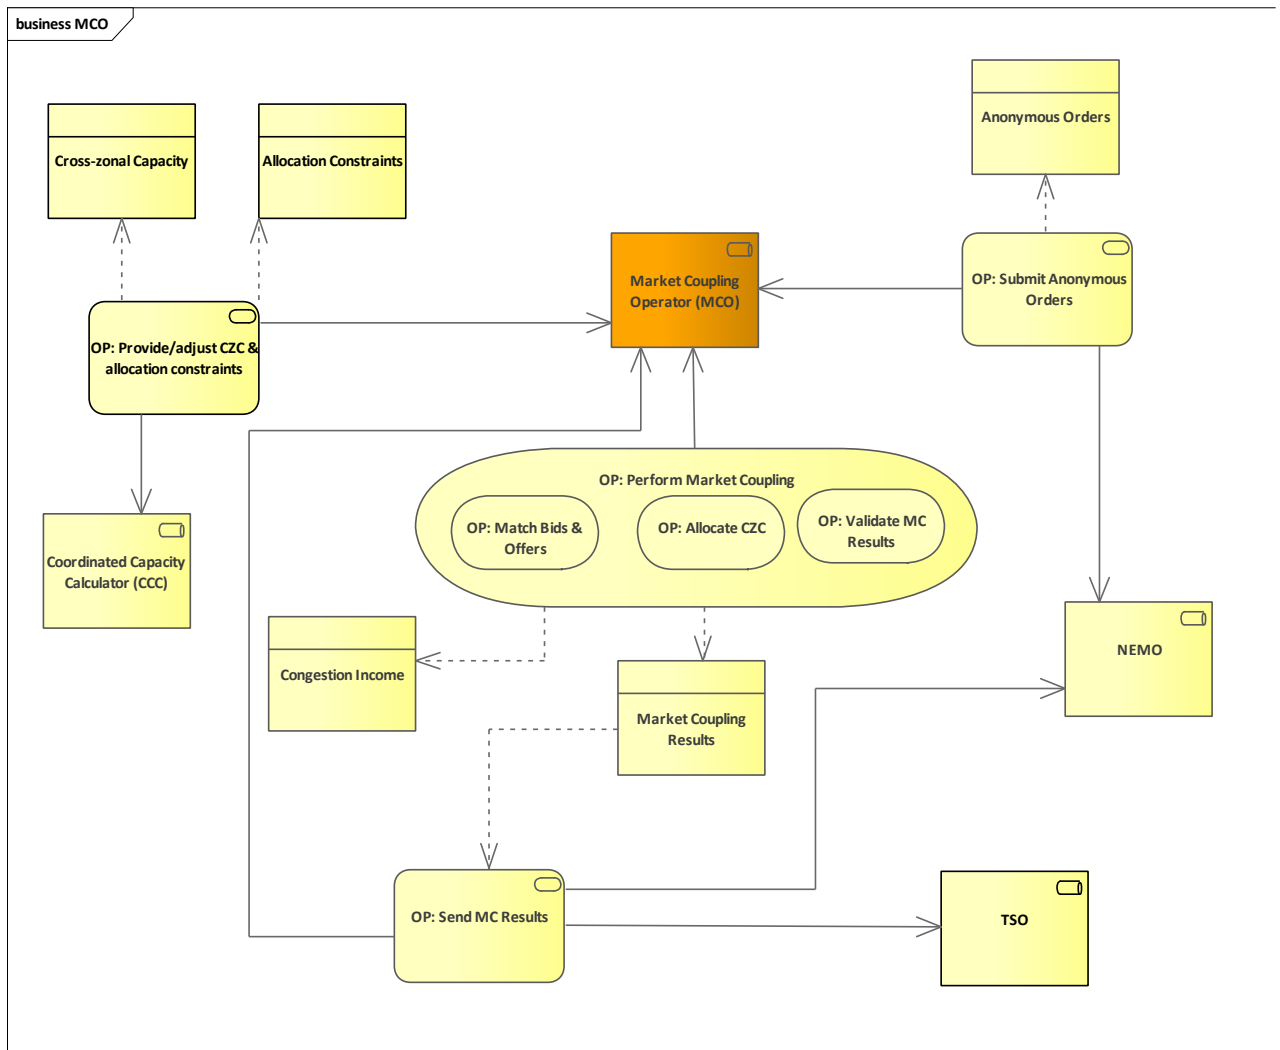 business MCO
Anonymous Orders
Cross-zonal Capacity
Allocation Constraints
Market Coupling
Operator (MCO)
OP: Submit Anonymous
Orders
OP: Provide/adjust CZC &
allocation constraints
OP: Perform Market Coupling
OP: Match Bids &
Offers
OP: Allocate CZC
OP: Validate MC
Results
Coordinated Capacity
Calculator (CCC)
NEMO
Congestion Income
Market Coupling
Results
OP: Send MC Results
TSO